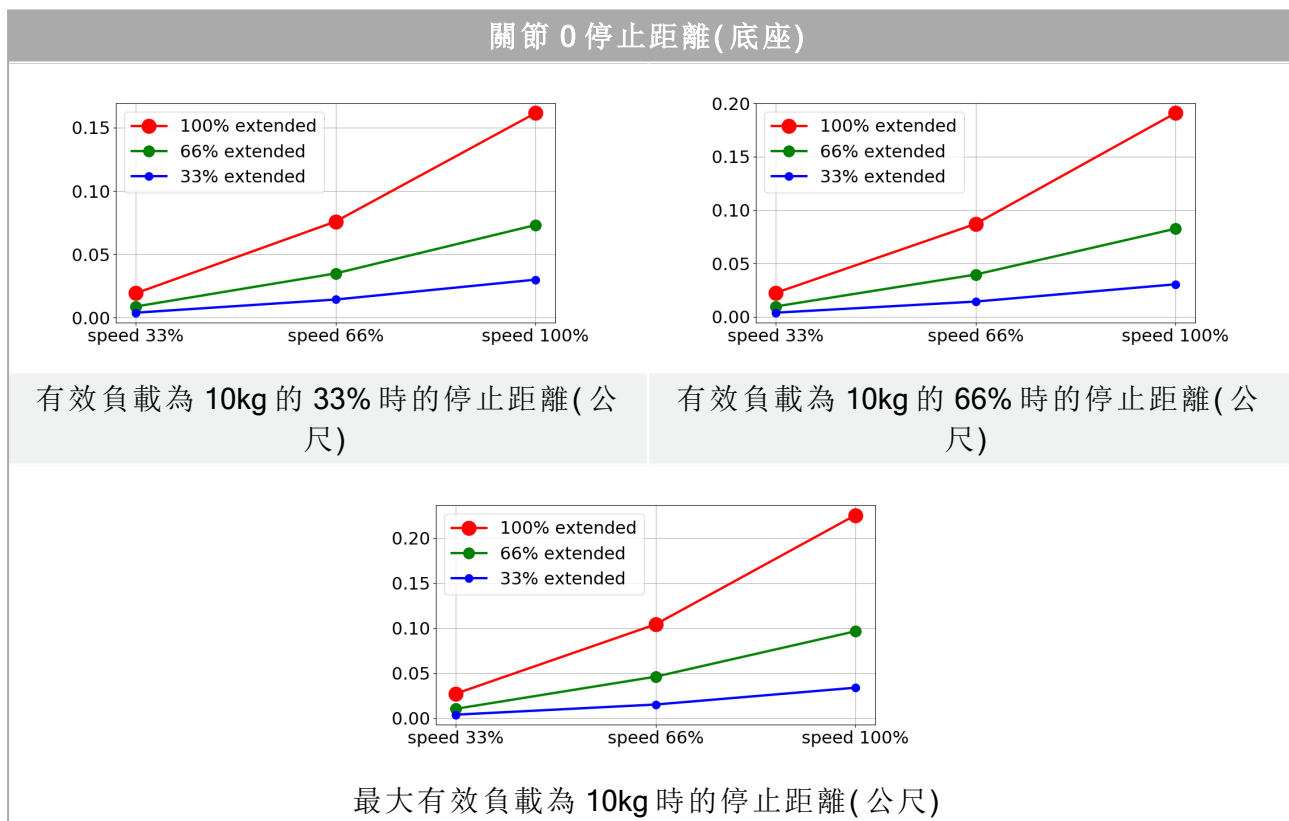 關節 0 停止距離(底座)
0.15
0.10
0.05
0.00
100% extended
66% extended
33% extended
speed 33% speed 66% speed 100%
0.20
0.15
0.10
0.05
0.00
100% extended
66% extended
33% extended
speed 33% speed 66% speed 100%
有效負載為 10kg 的 33% 時的停止距離(公
尺)
有效負載為 10kg 的 66% 時的停止距離(公
尺)
0.20
0.15
0.10
0.05
0.00
100% extended
66% extended
33% extended
speed 33% speed 66% speed 100%
最大有效負載為 10kg 時的停止距離(公尺)